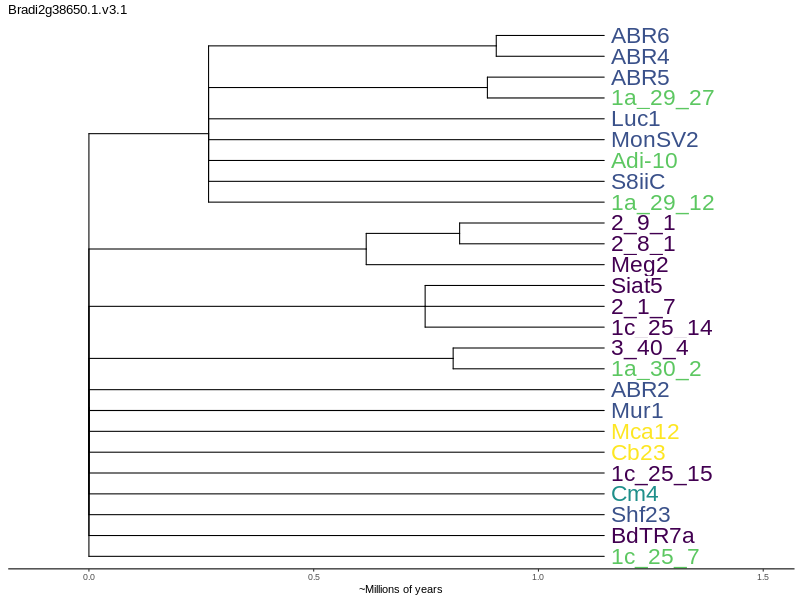 Bradi2g38650.1.v3.1
ABR6
ABR4
ABR5
1a_29_27
Luc1
MonSV2
Adi-10
S8iiC
1a_29_12
2_9_1
2_8_1
Meg2
Siat5
2_1_7
1c_25_14
3_40_4
1a_30_2
ABR2
Mur1
Mca12
Cb23
1c_25_15
Cm4
Shf23
BdTR7a
1c_25_7
0.0 0.5 1.0 1.5
~Millions of years